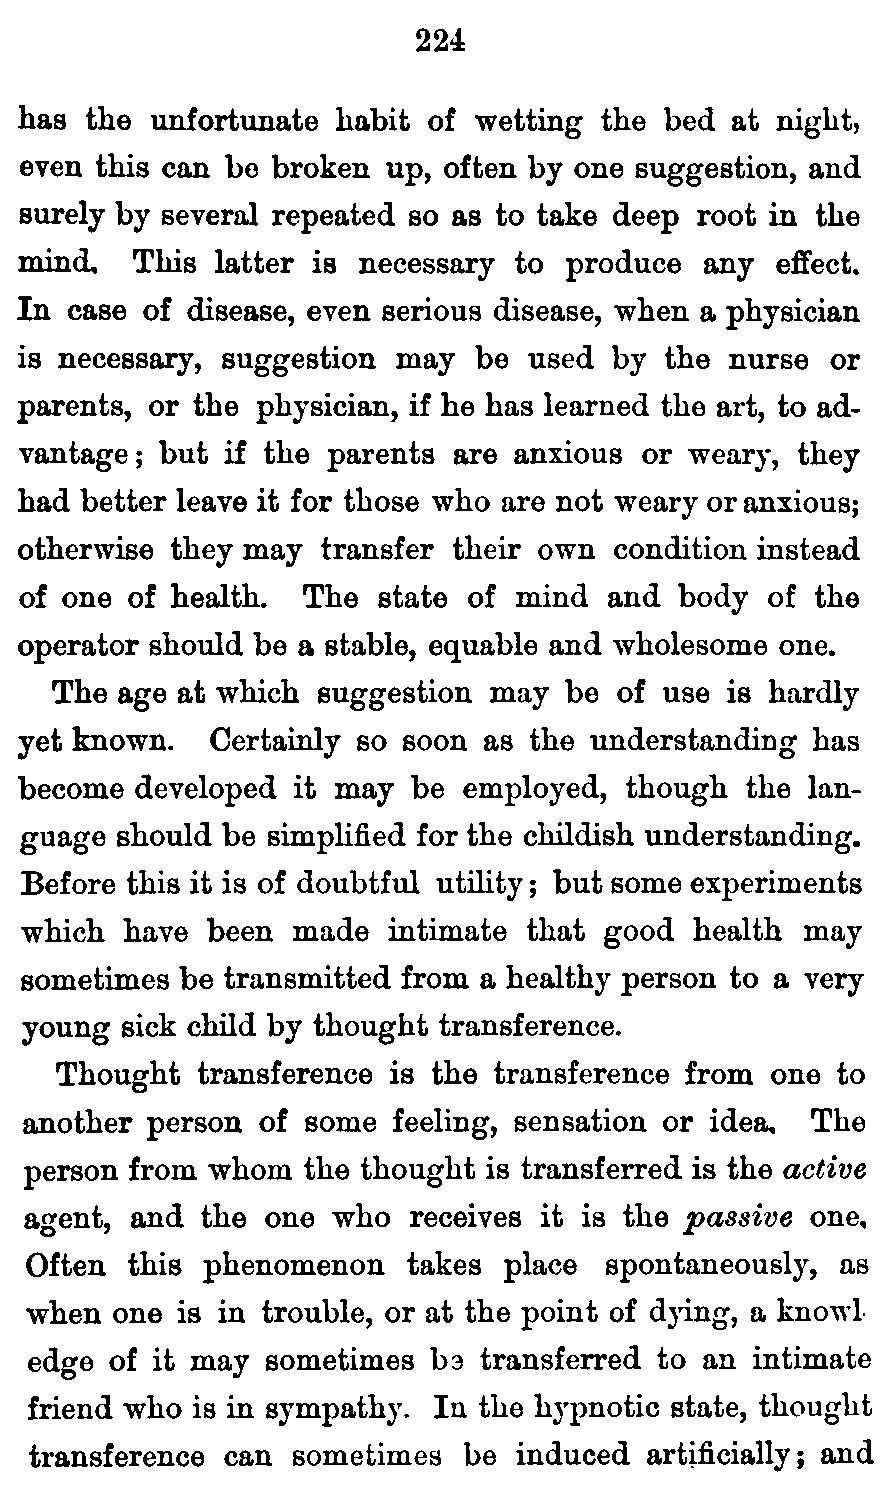 224
has the unfortunate habit of wetting the bed at night,
even this can be broken up, often by one suggestion, and
surely by several repeated so as to take deep root in the
mind. This latter is necessary to produce any effect.
In case of disease, even serious disease, when a physician
is necessary, suggestion may be used by the nurse or
parents, or the physician, if he has learned the art, to ad-
vantage; but if the parents are anxious or weary, they
had better leave it for those who are not weary or anxious;
otherwise they may transfer their own condition instead
of one of health. The state of mind and body of the
operator should be a stable, equable and wholesome one.
The age at which suggestion may be of use is hardly
yet known. Certainly so soon as the understanding has
become developed it may be employed, though the lan-
guage should be simplified for the childish understanding.
Before this it is of doubtful utility; but some experiments
which have been made intimate that good health may
sometimes be transmitted from a healthy person to a very
young sick child by thought transference.
Thought transference is the transference from one to
another person of some feeling, sensation or idea. The
person from whom the thought is transferred is the active
agent, and the one who receives it is the passive one.
Often this phenomenon takes place spontaneously, as
when one is in trouble, or at the point of dying, a knowl-
edge of it may sometimes be transferred to an intimate
friend who is in sympathy. In the hypnotic state, thought
transference can sometimes be induced artificially; and